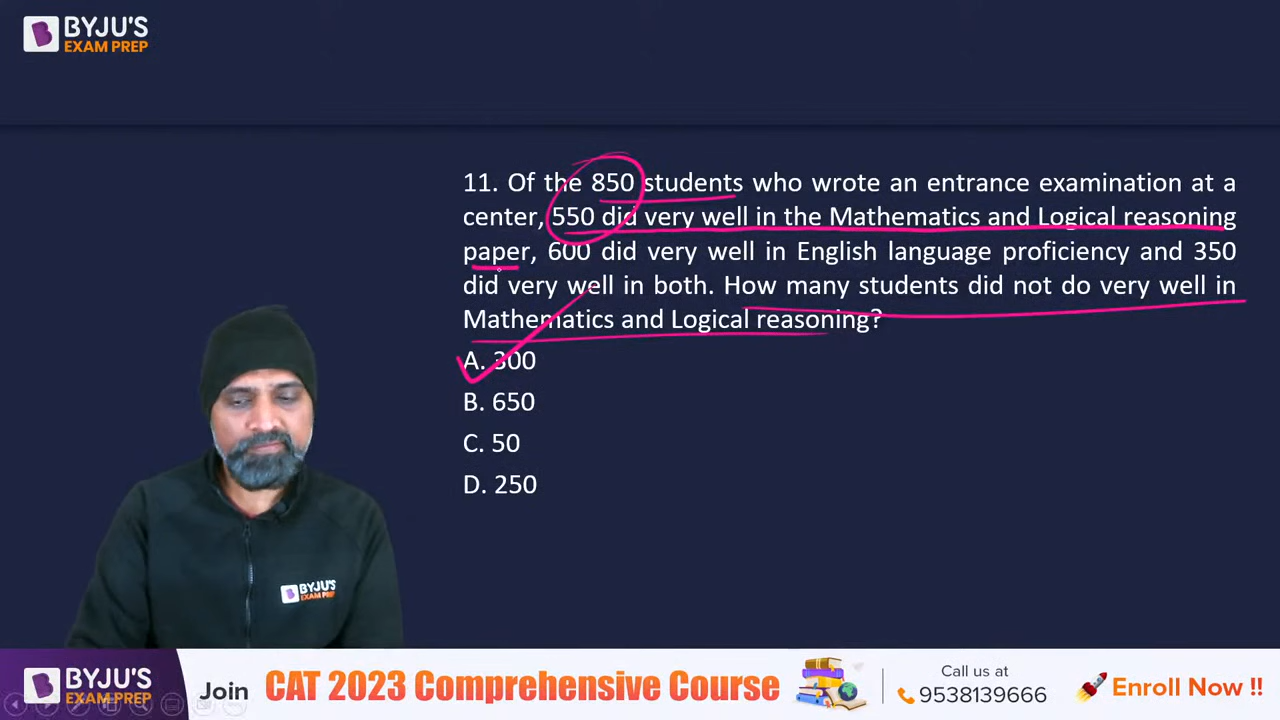 BYJU'S
EXAM PREP
11. Of the 850 students who wrote an entrance examination at a
center, 550 did very well in the Mathematics and Logical reasoning
paper, 600 did very well in English language proficiency and 350
did very well in both. How many students did not do very well in
Mathematics and Logical reasoning?
A. 300
B. 650
C. 50
D. 250
BYJU'S
EXAM PREP
BYJU'S
EXAM PREP
Join CAT 2023 Comprehensive Course
Call us at
9538139666
Enroll Now !!